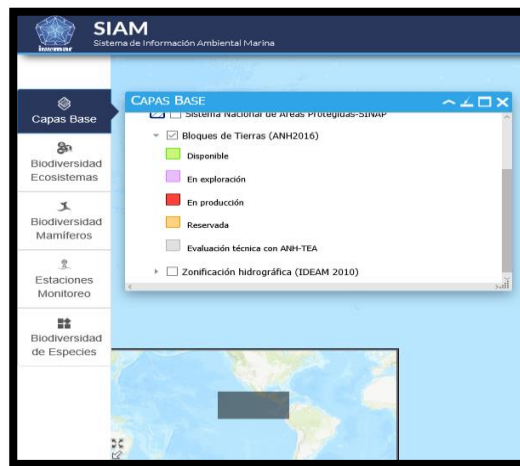 SIAM
Sistema de Información Ambiental Marina
invemar
CAPAS BASE
Sistema Nacional de Areas Protegidas-SINAP
Bloques de Tierras (ANH2016)
Disponible
En exploración
En producción
Reservada
Evaluación técnica con ANH-TEA
Zonificación hidrográfica (IDEAM 2010)
Capas Base
Biodiversidad
Ecosistemas
Biodiversidad
Mamíferos
Estaciones
Monitoreo
Biodiversidad
de Especies